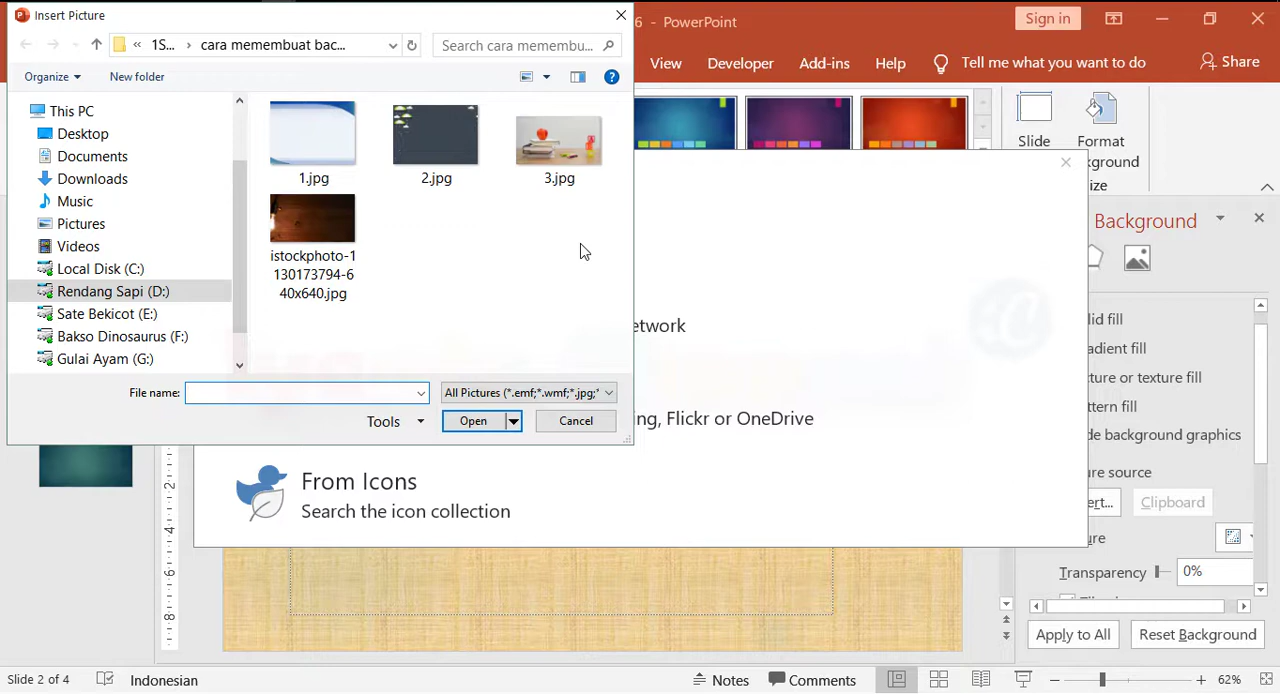 Insert Picture
6 - PowerPoint
Sign in
« 1S... › cara memembuat bac...
Search cara memembu...
View
Developer
Add-ins
Help
Tell me what you want to do
Share
Organize
New folder
This PC
Desktop
Documents
Downloads
Music
Pictures
Videos
Local Disk (C:)
Rendang Sapi (D:)
Sate Bekicot (E:)
Bakso Dinosaurus (F:)
Gulai Ayam (G:)
1.jpg
2.jpg
3.jpg
istockphoto-1
130173794-6
40x640.jpg
File name:
All Pictures (*.emf;*.wmf;*.jpg;*
Tools
Open
Cancel
Slide
Format
ground
ize
etwork
ing, Flickr or OneDrive
From Icons
Search the icon collection
Background
lid fill
adient fill
ture or texture fill
ttern fill
de background graphics
ure source
ert...
Clipboard
ure
Transparency
0%
Apply to All
Reset Background
2
4
6
8
Slide 2 of 4
Indonesian
Notes
Comments
62%